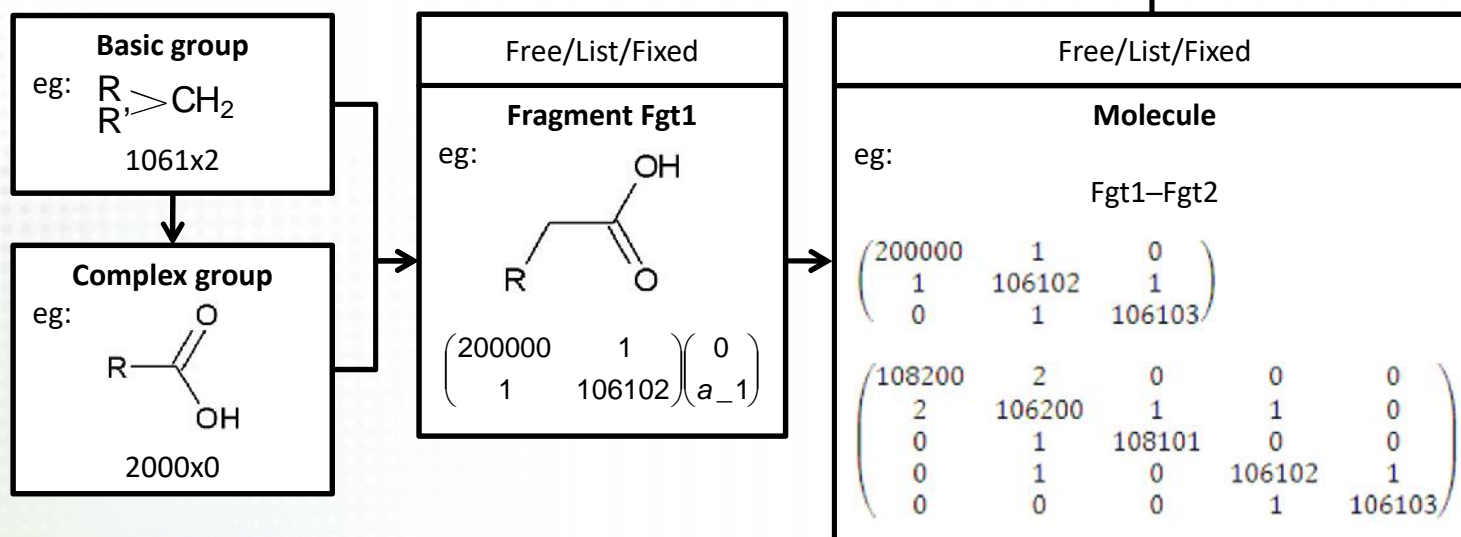 Basic group
eg:
R
R'
CH2
1061x2
Complex group
eg:
O
R
OH
2000x0
Free/List/Fixed
Fragment Fgt1
eg:
OH
R
O
200000 1 0
1 106102 a_1
Free/List/Fixed
Molecule
eg:
Fgt1–Fgt2
200000 1 0
1 106102 1
0 1 106103
108200 2 0 0 0
2 106200 1 1 0
0 1 108101 0 0
0 1 0 106102 1
0 0 0 1 106103